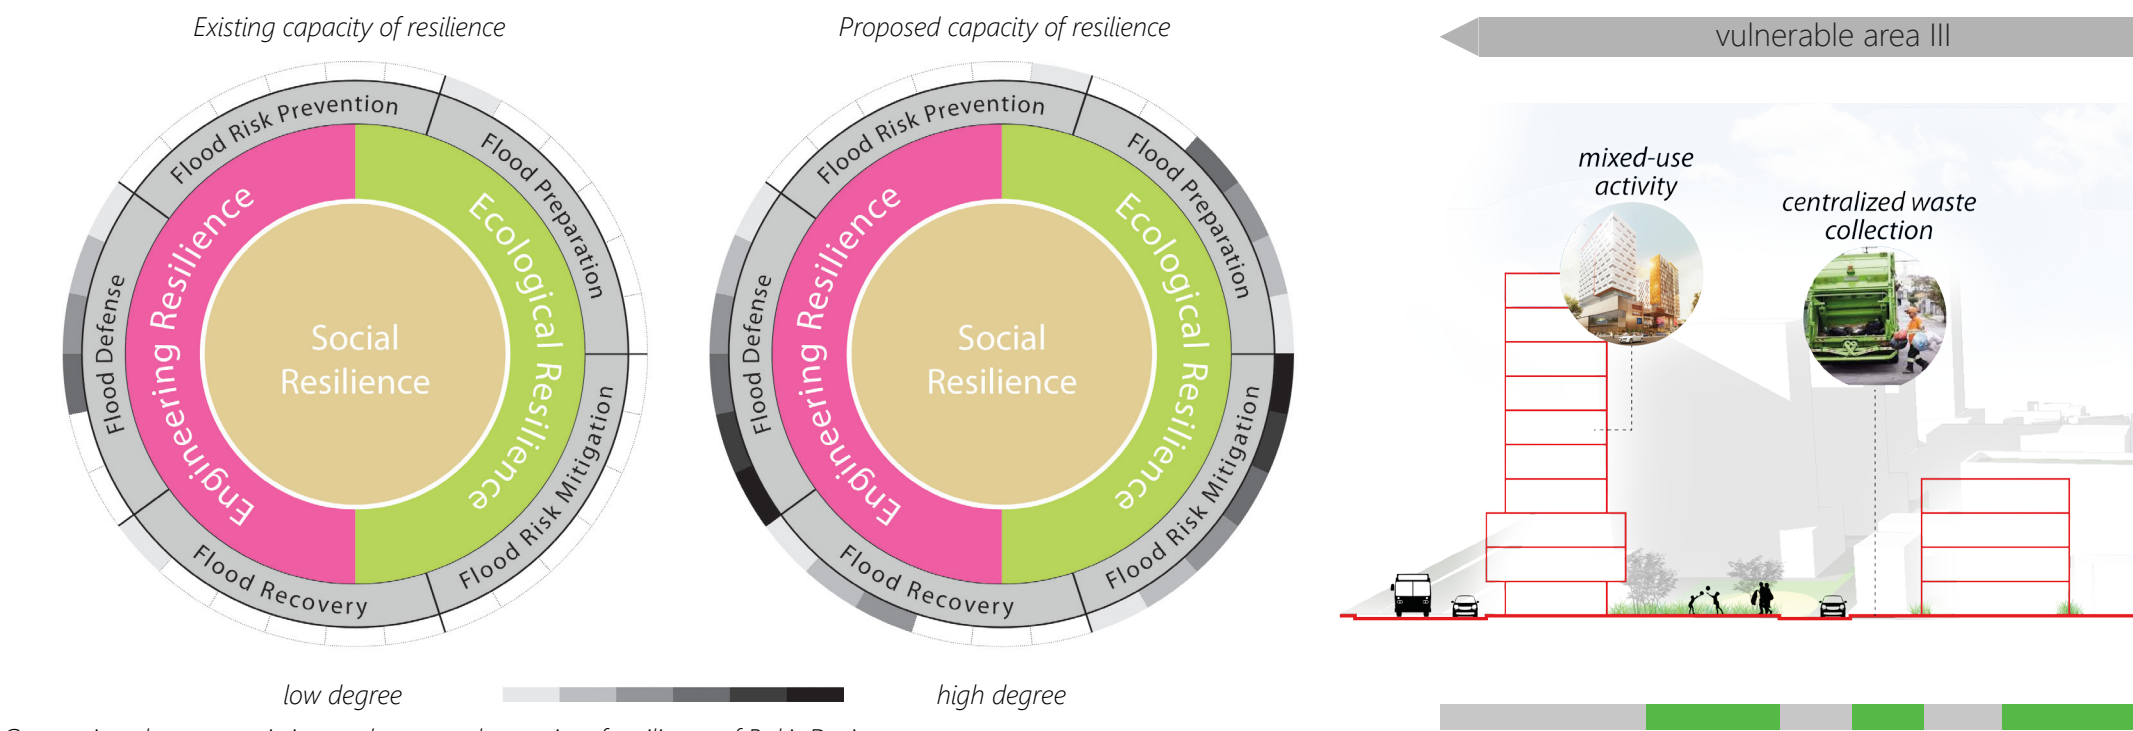 Existing capacity of resilience
Flood Risk Prevention
Flood Preparation
Flood Risk Mitigation
Flood Recovery
Flood Defense
Engineering Resilience
Ecological Resilience
Social
Resilience
Proposed capacity of resilience
Flood Risk Prevention
Flood Preparation
Flood Risk Mitigation
Flood Recovery
Flood Defense
Engineering Resilience
Ecological Resilience
Social
Resilience
low degree
high degree
vulnerable area III
mixed-use
activity
centralized waste
collection